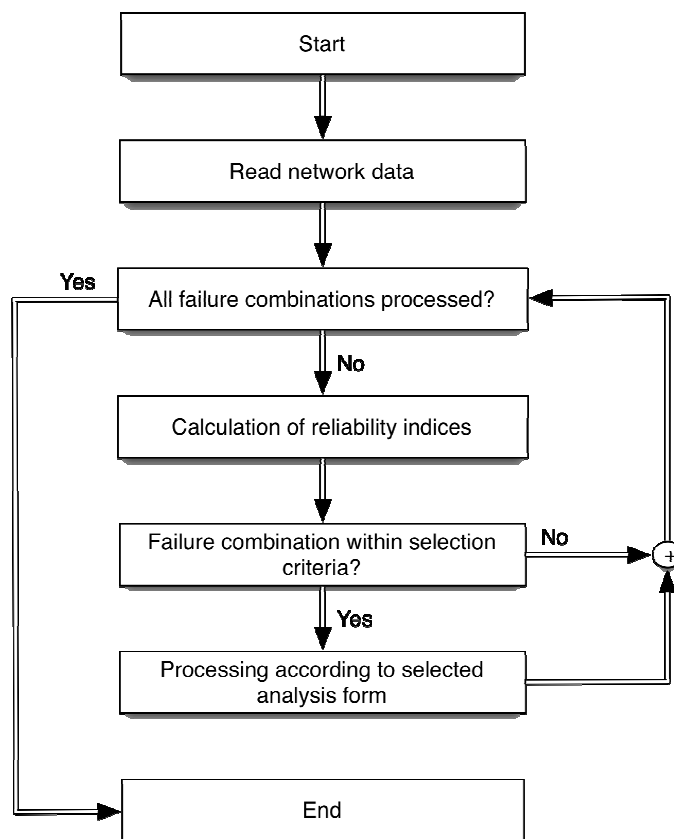 Start
Read network data
Yes
All failure combinations processed?
No
Calculation of reliability indices
Failure combination within selection
criteria?
No
+
Yes
Processing according to selected
analysis form
End